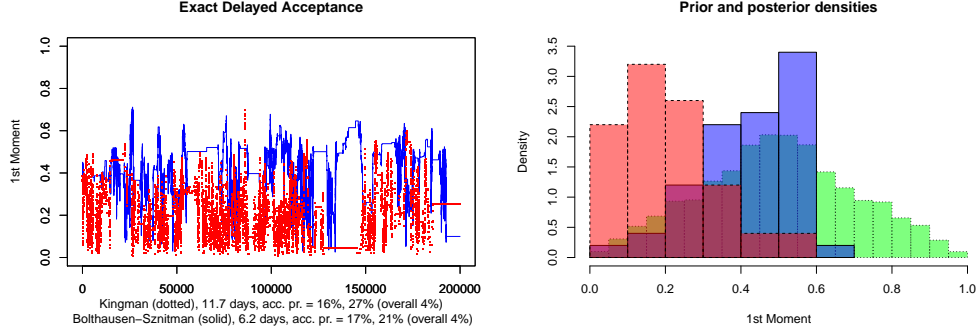 Exact Delayed Acceptance
1st Moment
1.0
0.8
0.6
0.4
0.2
0.0
0 50000 100000 150000 200000
Kingman (dotted), 11.7 days, acc. pr. = 16%, 27% (overall 4%)
Bolthausen−Sznitman (solid), 6.2 days, acc. pr. = 17%, 21% (overall 4%)
Prior and posterior densities
Density
3.5
3.0
2.5
2.0
1.5
1.0
0.5
0.0
0.0 0.2 0.4 0.6 0.8 1.0
1st Moment